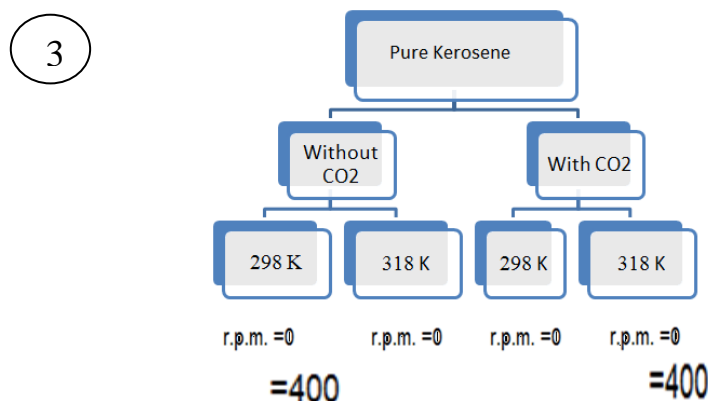 3
Pure Kerosene
Without
CO2
With CO2
298 K
318 K
298 K
318 K
r.p.m. =0
r.p.m. =0
r.p.m. =0
r.p.m. =0
=400
=400